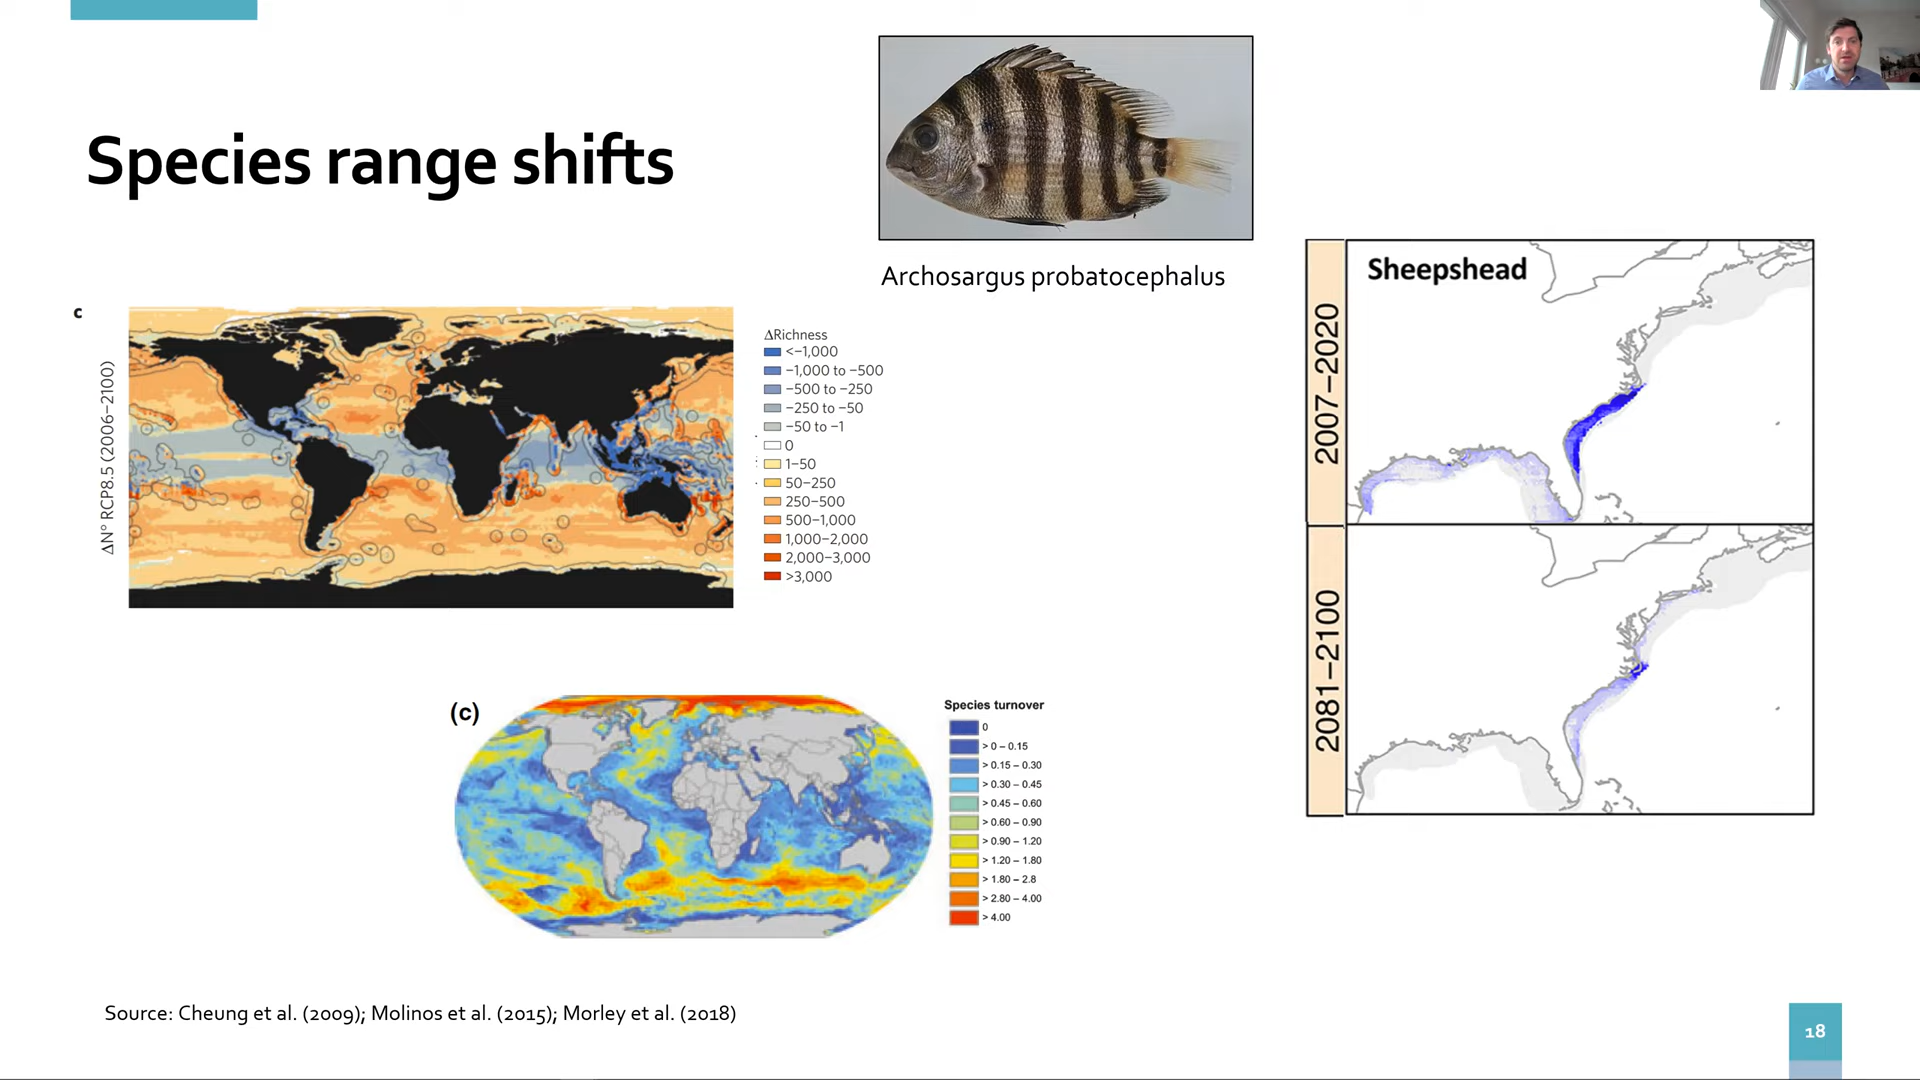 Species range shifts
Archosargus probatocephalus
c
ΔN° RCP8.5 (2006–2100)
ΔRichness
<−1,000
−1,000 to −500
−500 to −250
−250 to −50
−50 to −1
0
1–50
50–250
250–500
500–1,000
1,000–2,000
2,000–3,000
>3,000
Sheepshead
2007–2020
2081–2100
(c)
Species turnover
0
> 0 – 0.15
> 0.15 – 0.30
> 0.30 – 0.45
> 0.45 – 0.60
> 0.60 – 0.90
> 0.90 – 1.20
> 1.20 – 1.80
> 1.80 – 2.8
> 2.80 – 4.00
> 4.00
Source: Cheung et al. (2009); Molinos et al. (2015); Morley et al. (2018)
18